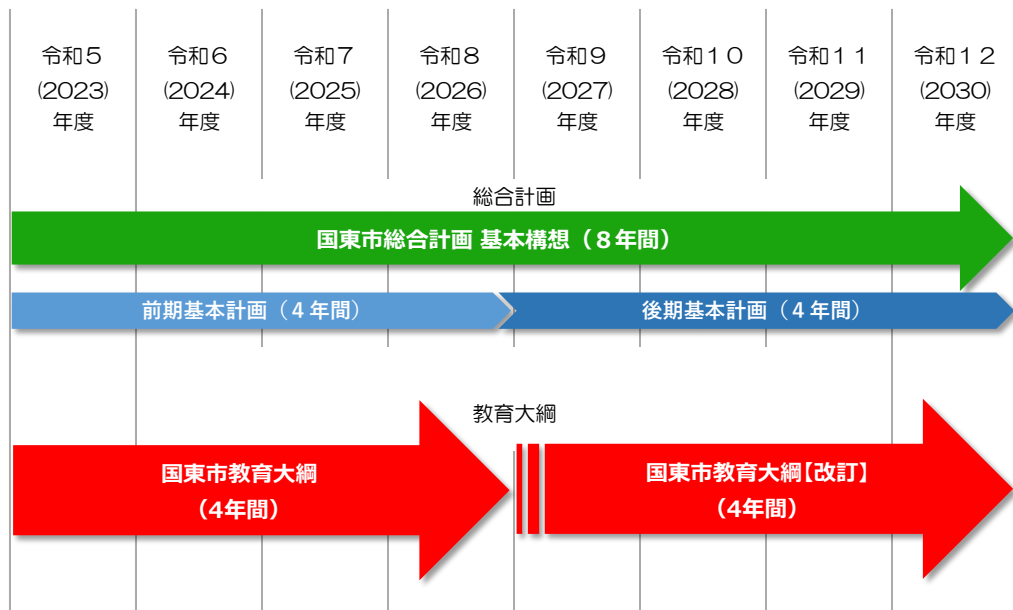 令和5
(2023)
年度
令和6
(2024)
年度
令和7
(2025)
年度
令和8
(2026)
年度
令和9
(2027)
年度
令和10
(2028)
年度
令和11
(2029)
年度
令和12
(2030)
年度
総合計画
国東市総合計画 基本構想（８年間）
前期基本計画（４年間）
後期基本計画（４年間）
教育大綱
国東市教育大綱
（4年間）
国東市教育大綱【改訂】
（4年間）